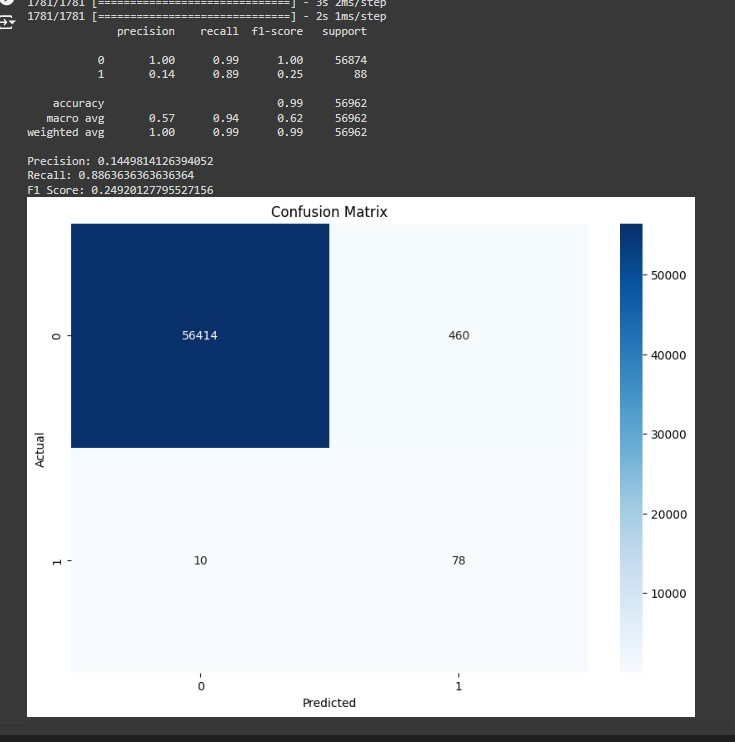 1781/1781 [==============================] - 3s 2ms/step
1781/1781 [==============================] - 2s 1ms/step
precision recall f1-score support
0 1.00 0.99 1.00 56874
1 0.14 0.89 0.25 88
accuracy 0.99 56962
macro avg 0.57 0.94 0.62 56962
weighted avg 1.00 0.99 0.99 56962
Precision: 0.1449814126394052
Recall: 0.8863636363636364
F1 Score: 0.24920127795527156
Confusion Matrix
0 56414 460
1 10 78
0 1
Actual
Predicted
50000
40000
30000
20000
10000